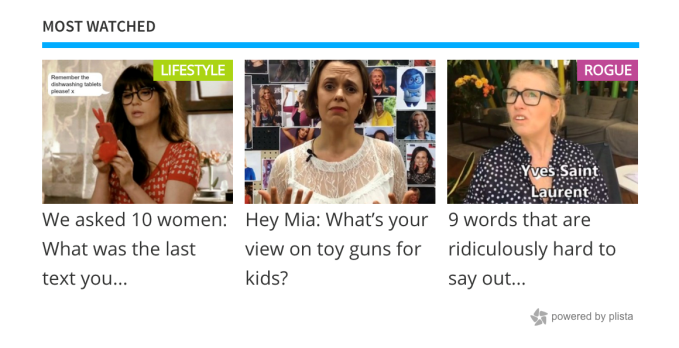 MOST WATCHED
Remember the
dishwashing tablets
please! x
LIFESTYLE
ROGUE
Yves Saint
Laurent
We asked 10 women:
What was the last
text you...
Hey Mia: What’s your
view on toy guns for
kids?
9 words that are
ridiculously hard to
say out...
powered by plista